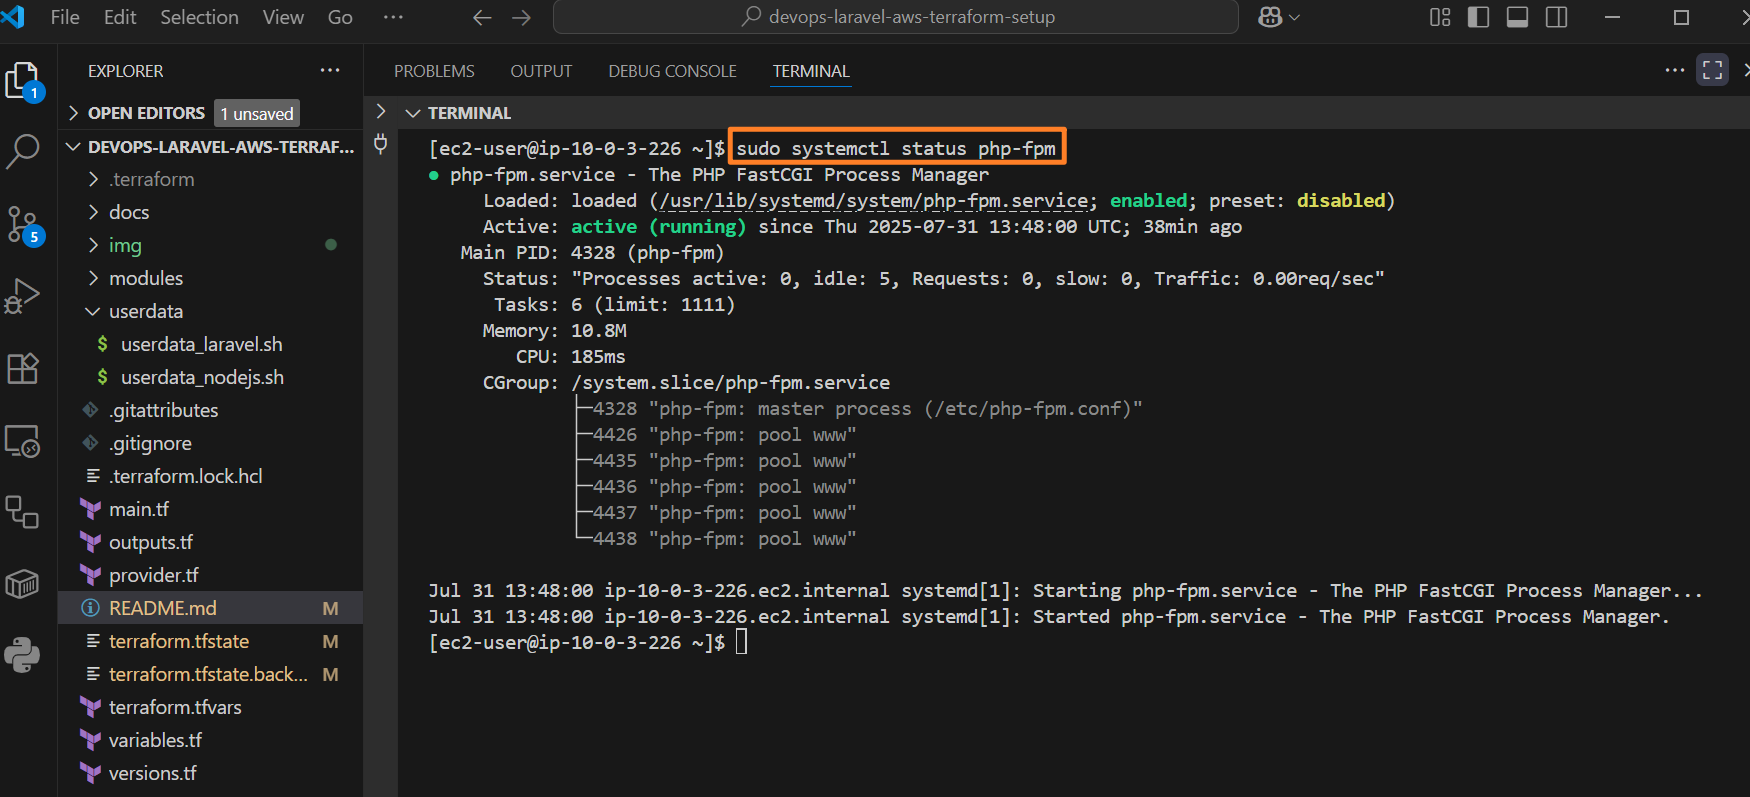 File Edit Selection View Go ···
devops-laravel-aws-terraform-setup
EXPLORER
OPEN EDITORS 1 unsaved
DEVOPS-LARAVEL-AWS-TERRAF...
.terraform
docs
img
modules
userdata
$ userdata_laravel.sh
$ userdata_nodejs.sh
.gitattributes
.gitignore
.terraform.lock.hcl
main.tf
outputs.tf
provider.tf
README.md M
terraform.tfstate M
terraform.tfstate.back... M
terraform.tfvars
variables.tf
versions.tf
1
5
PROBLEMS OUTPUT DEBUG CONSOLE TERMINAL
TERMINAL
[ec2-user@ip-10-0-3-226 ~]$ sudo systemctl status php-fpm
● php-fpm.service - The PHP FastCGI Process Manager
Loaded: loaded (/usr/lib/systemd/system/php-fpm.service; enabled; preset: disabled)
Active: active (running) since Thu 2025-07-31 13:48:00 UTC; 38min ago
Main PID: 4328 (php-fpm)
Status: "Processes active: 0, idle: 5, Requests: 0, slow: 0, Traffic: 0.00req/sec"
Tasks: 6 (limit: 1111)
Memory: 10.8M
CPU: 185ms
CGroup: /system.slice/php-fpm.service
├─4328 "php-fpm: master process (/etc/php-fpm.conf)"
├─4426 "php-fpm: pool www"
├─4435 "php-fpm: pool www"
├─4436 "php-fpm: pool www"
├─4437 "php-fpm: pool www"
└─4438 "php-fpm: pool www"
Jul 31 13:48:00 ip-10-0-3-226.ec2.internal systemd[1]: Starting php-fpm.service - The PHP FastCGI Process Manager...
Jul 31 13:48:00 ip-10-0-3-226.ec2.internal systemd[1]: Started php-fpm.service - The PHP FastCGI Process Manager.
[ec2-user@ip-10-0-3-226 ~]$